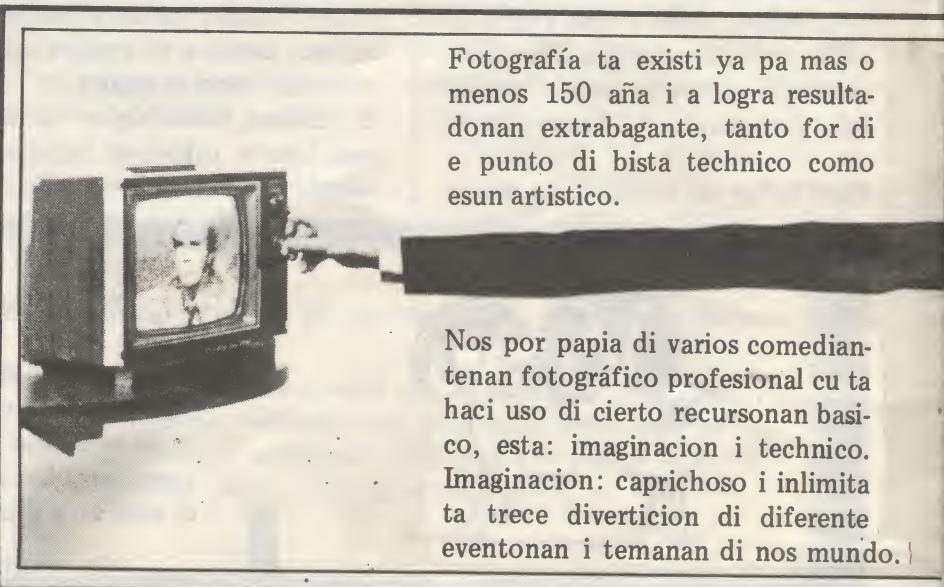 Fotografía ta existi ya pa mas o
menos 150 aña i a logra resulta-
donan extrabagante, tanto for di
e punto di bista technico como
esun artistico.
Nos por papia di varios comedian-
tenan fotográfico profesional cu ta
haci uso di cierto recursonan basi-
co, esta: imaginacion i technico.
Imaginacion: caprichoso i inlimita
ta trece diverticion di diferente
eventonan i temanan di nos mundo.